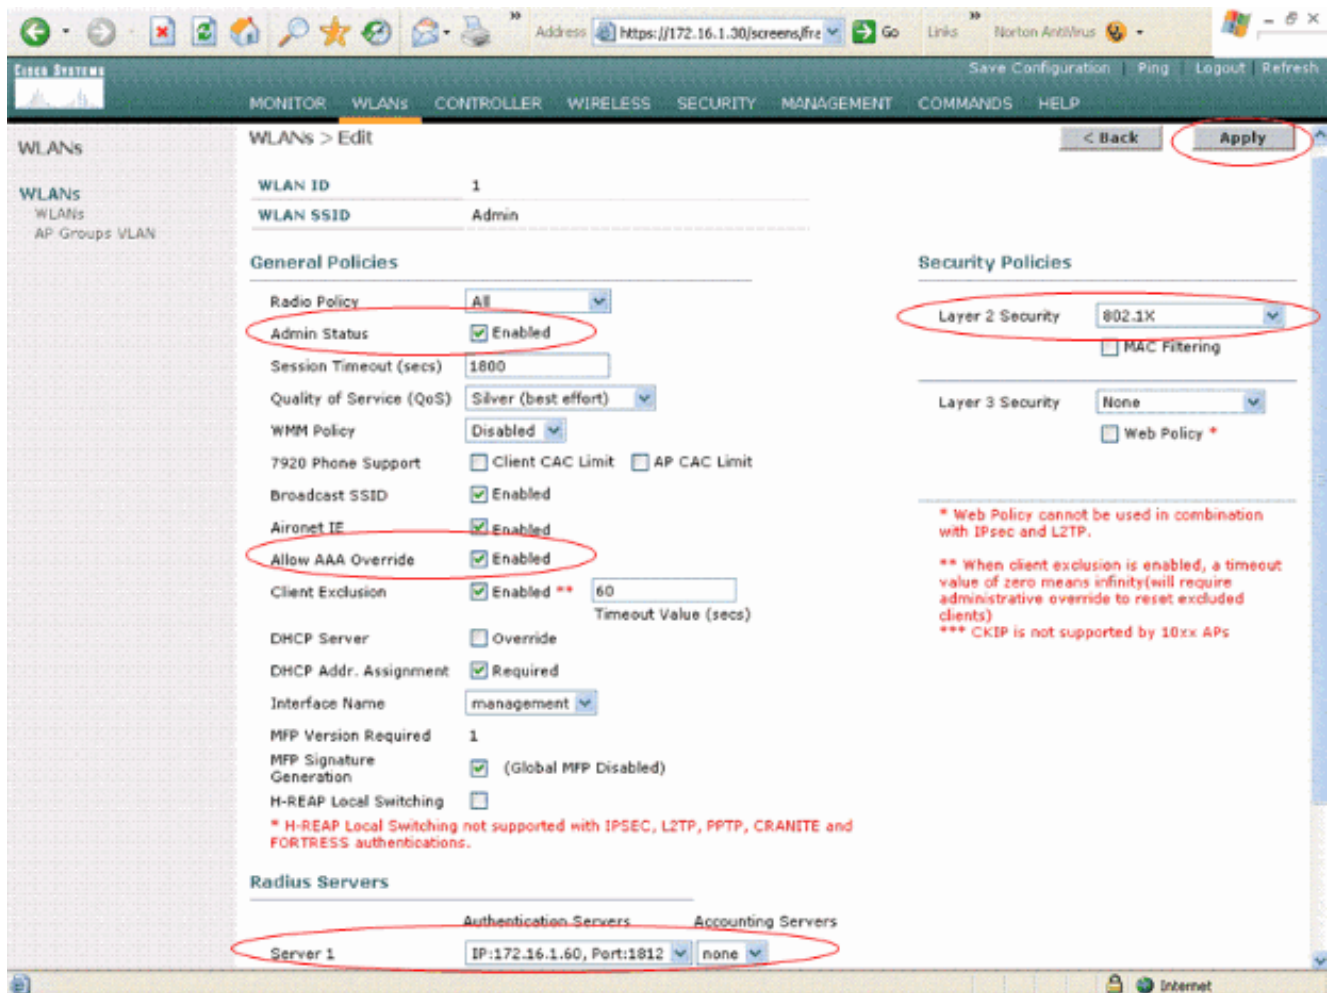 Address https://172.16.1.30/screens/fra Go Links Norton AntiVirus
CISCO SYSTEMS
Save Configuration Ping Logout Refresh
MONITOR WLANs CONTROLLER WIRELESS SECURITY MANAGEMENT COMMANDS HELP
WLANs
WLANs
WLANs
AP Groups VLAN
WLANs > Edit
< Back Apply
WLAN ID 1
WLAN SSID Admin
General Policies
Radio Policy All
Admin Status Enabled
Session Timeout (secs) 1800
Quality of Service (QoS) Silver (best effort)
WMM Policy Disabled
7920 Phone Support Client CAC Limit AP CAC Limit
Broadcast SSID Enabled
Aironet IE Enabled
Allow AAA Override Enabled
Client Exclusion Enabled ** 60
Timeout Value (secs)
DHCP Server Override
DHCP Addr. Assignment Required
Interface Name management
MFP Version Required 1
MFP Signature
Generation (Global MFP Disabled)
H-REAP Local Switching
* H-REAP Local Switching not supported with IPSEC, L2TP, PPTP, CRANITE and
FORTRESS authentications.
Security Policies
Layer 2 Security 802.1X
MAC Filtering
Layer 3 Security None
Web Policy *
* Web Policy cannot be used in combination
with IPsec and L2TP.
** When client exclusion is enabled, a timeout
value of zero means infinity(will require
administrative override to reset excluded
clients)
*** CKIP is not supported by 10xx APs
Radius Servers
Authentication Servers Accounting Servers
Server 1 IP:172.16.1.60, Port:1812 none
Internet